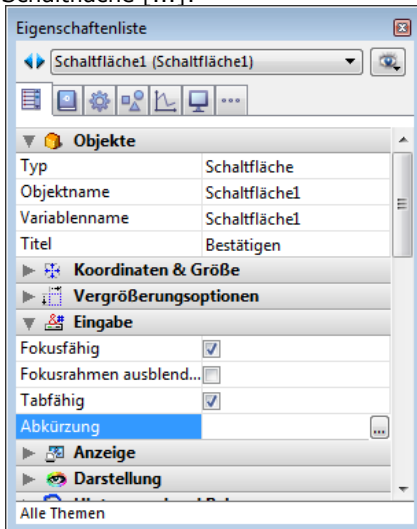 Eigenschaftenliste
Schaltfläche1 (Schaltfläche1)
Objekte
Typ Schaltfläche
Objektname Schaltfläche1
Variablenname Schaltfläche1
Titel Bestätigen
Koordinaten & Größe
Vergrößerungsoptionen
Eingabe
Fokusfähig
Fokusrahmen ausblend...
Tabfähig
Abkürzung ...
Anzeige
Darstellung
Alle Themen